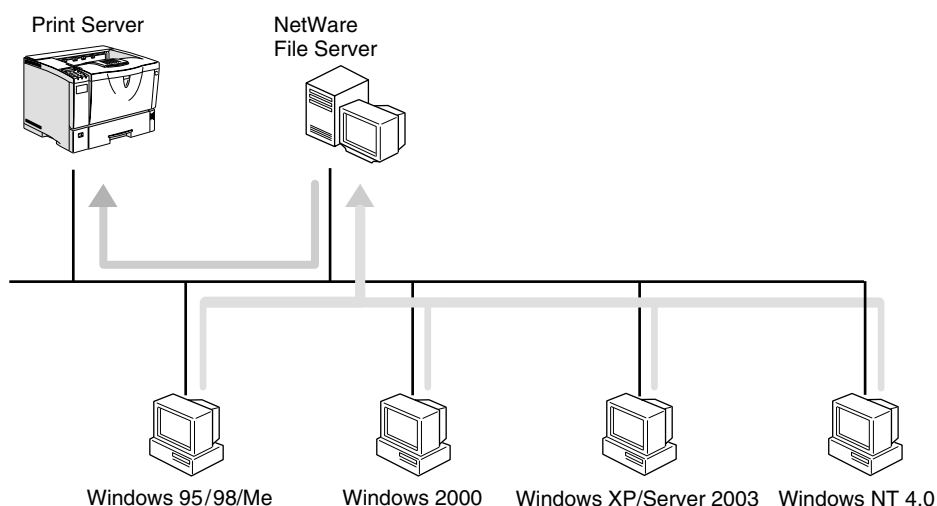 Print Server
NetWare
File Server
Windows 95/98/Me
Windows 2000
Windows XP/Server 2003
Windows NT 4.0